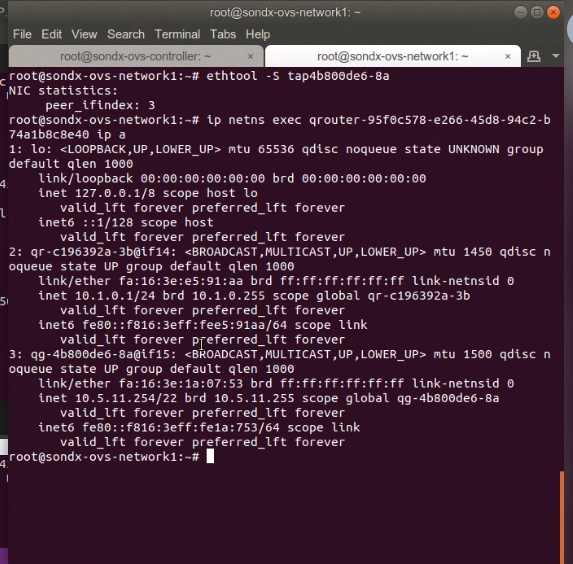 root@sondx-ovs-network1: ~
File Edit View Search Terminal Tabs Help
root@sondx-ovs-controller: ~ × root@sondx-ovs-network1: ~ ×
root@sondx-ovs-network1:~# ethtool -S tap4b800de6-8a
NIC statistics:
peer_ifindex: 3
root@sondx-ovs-network1:~# ip netns exec qrouter-95f0c578-e266-45d8-94c2-b
74a1b8c8e40 ip a
1: lo: <LOOPBACK,UP,LOWER_UP> mtu 65536 qdisc noqueue state UNKNOWN group
default qlen 1000
link/loopback 00:00:00:00:00:00 brd 00:00:00:00:00:00
inet 127.0.0.1/8 scope host lo
valid_lft forever preferred_lft forever
inet6 ::1/128 scope host
valid_lft forever preferred_lft forever
2: qr-c196392a-3b@if14: <BROADCAST,MULTICAST,UP,LOWER_UP> mtu 1450 qdisc n
oqueue state UP group default qlen 1000
link/ether fa:16:3e:e5:91:aa brd ff:ff:ff:ff:ff:ff link-netnsid 0
inet 10.1.0.1/24 brd 10.1.0.255 scope global qr-c196392a-3b
valid_lft forever preferred_lft forever
inet6 fe80::f816:3eff:fee5:91aa/64 scope link
valid_lft forever preferred_lft forever
3: qg-4b800de6-8a@if15: <BROADCAST,MULTICAST,UP,LOWER_UP> mtu 1500 qdisc n
oqueue state UP group default qlen 1000
link/ether fa:16:3e:1a:07:53 brd ff:ff:ff:ff:ff:ff link-netnsid 0
inet 10.5.11.254/22 brd 10.5.11.255 scope global qg-4b800de6-8a
valid_lft forever preferred_lft forever
inet6 fe80::f816:3eff:fe1a:753/64 scope link
valid_lft forever preferred_lft forever
root@sondx-ovs-network1:~#